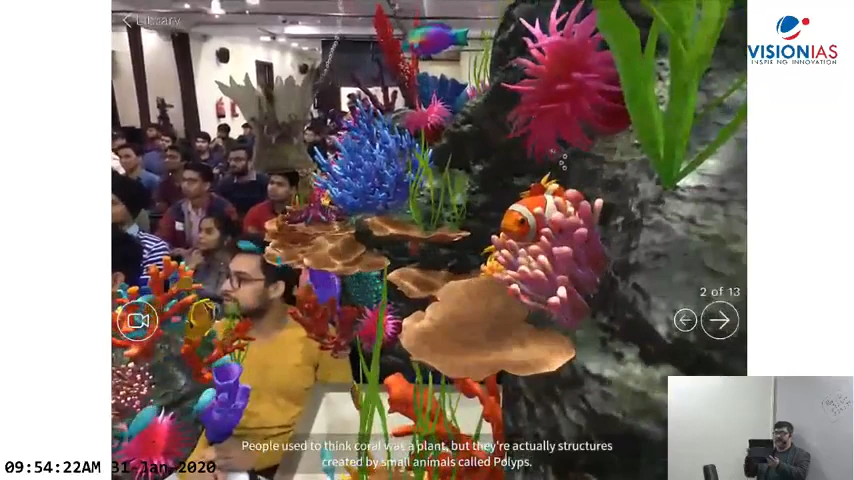 Library
VISIONIAS
INSPIRING INNOVATION
2 of 13
People used to think coral was a plant, but they're actually structures
created by small animals called Polyps.
09:54:22AM 31-Jan-2020